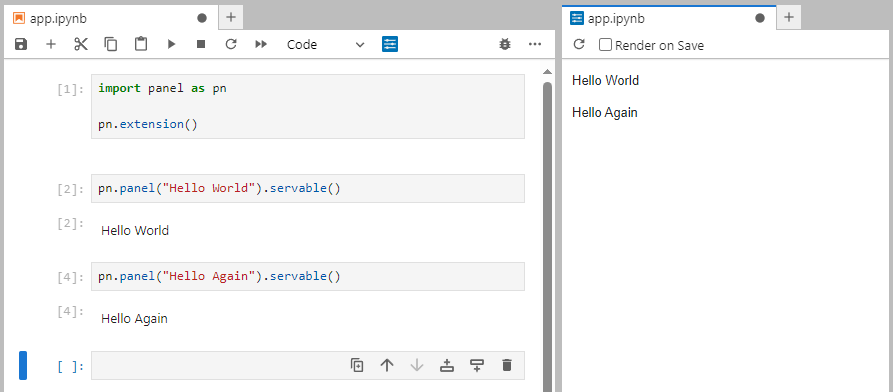 app.ipynb
Code
[1]:
import panel as pn
pn.extension()
[2]:
pn.panel("Hello World").servable()
[2]:
Hello World
[4]:
pn.panel("Hello Again").servable()
[4]:
Hello Again
[ ]:
app.ipynb
Render on Save
Hello World
Hello Again